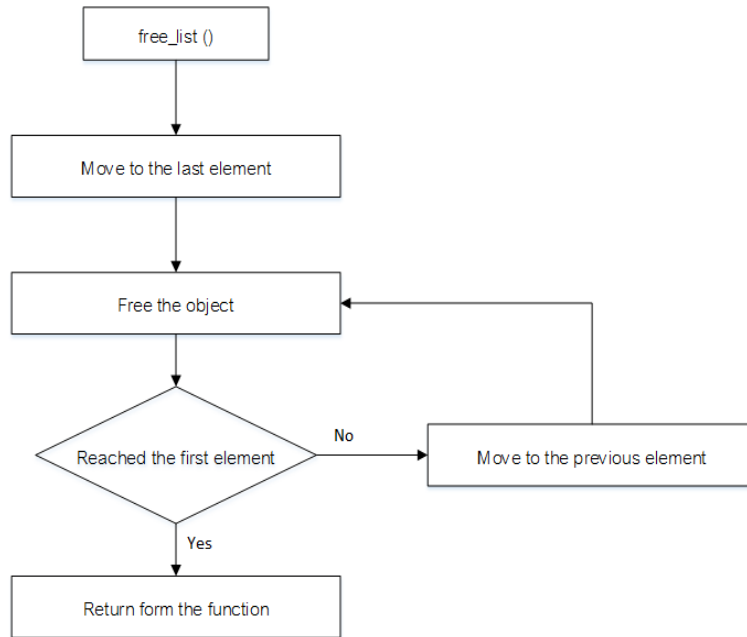 free_list ()
Move to the last element
Free the object
Reached the first element
No
Move to the previous element
Yes
Return form the function